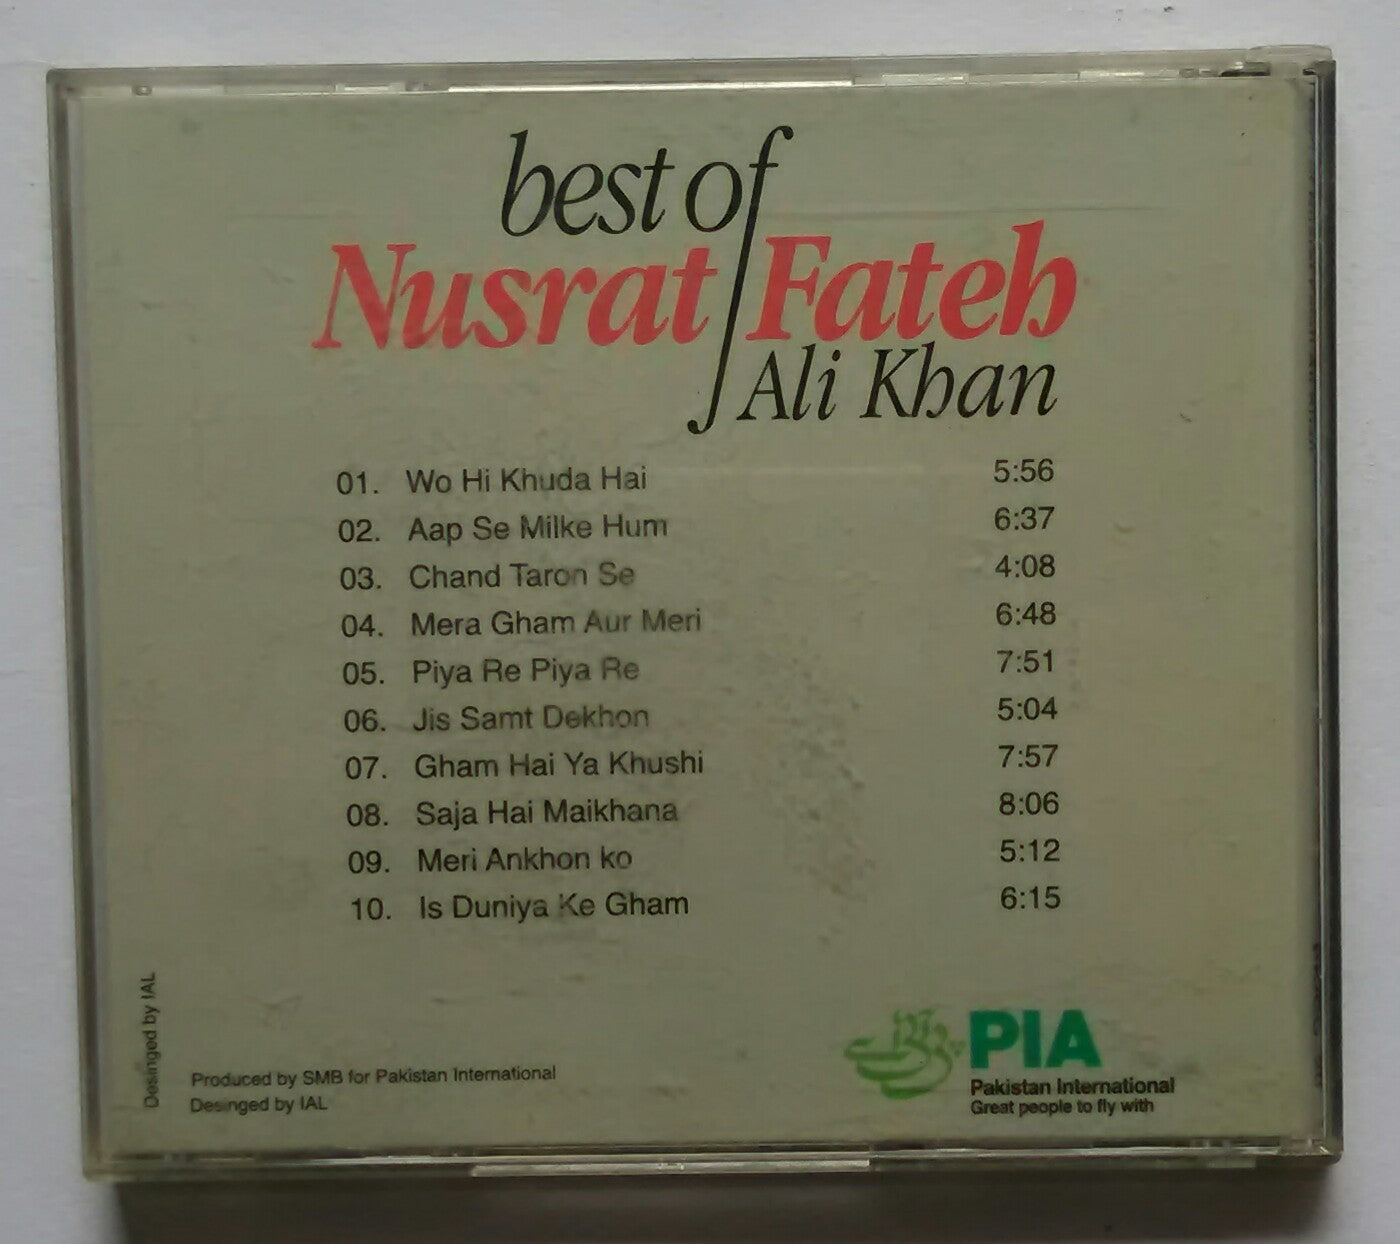 best of
Nusrat Fateh
Ali Khan
01. Wo Hi Khuda Hai 5:56
02. Aap Se Milke Hum 6:37
03. Chand Taron Se 4:08
04. Mera Gham Aur Meri 6:48
05. Piya Re Piya Re 7:51
06. Jis Samt Dekhon 5:04
07. Gham Hai Ya Khushi 7:57
08. Saja Hai Maikhana 8:06
09. Meri Ankhon ko 5:12
10. Is Duniya Ke Gham 6:15
Desinged by IAL
Produced by SMB for Pakistan International
Desinged by IAL
PIA
Pakistan International
Great people to fly with